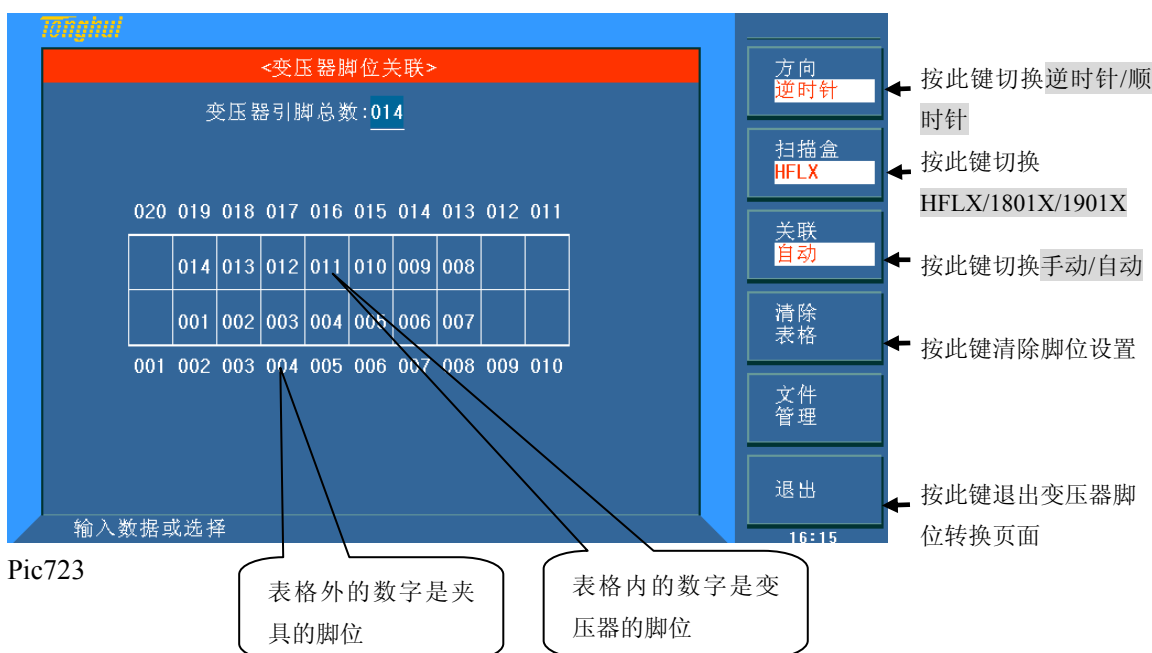 Tonghui
<变压器脚位关联>
变压器引脚总数:014
020 019 018 017 016 015 014 013 012 011
014 013 012 011 010 009 008
001 002 003 004 005 006 007
001 002 003 004 005 006 007 008 009 010
输入数据或选择
方向
逆时针
扫描盒
HFLX
关联
自动
清除
表格
文件
管理
退出
16:15
按此键切换逆时针/顺
时针
按此键切换
HFLX/1801X/1901X
按此键切换手动/自动
按此键清除脚位设置
按此键退出变压器脚
位转换页面
Pic723
表格外的数字是夹
具的脚位
表格内的数字是变
压器的脚位